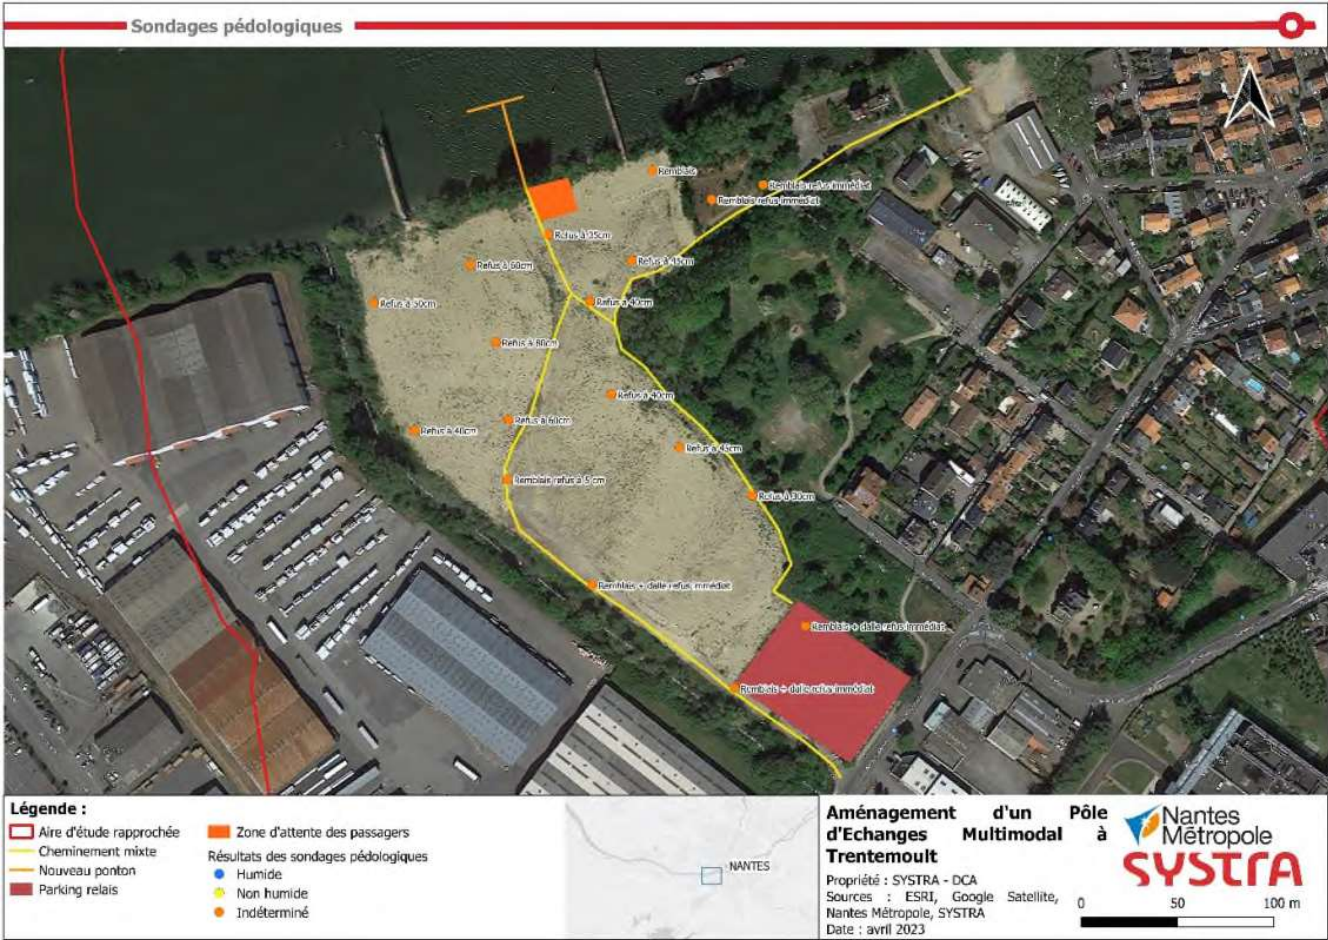 Sondages pédologiques
Remblais
Remblais refus immédiat
Remblais refus immédiat
Refus à 35cm
Refus à 60cm
Refus à 45cm
Refus à 50cm
Refus à 40cm
Refus à 80cm
Refus à 40cm
Refus à 60cm
Refus à 40cm
Refus à 45cm
Remblais refus à 5 cm
Refus à 30cm
Remblais + dalle refus immédiat
Remblais + dalle refus immédiat
Remblais + dalle refus immédiat
Légende :
Aire d'étude rapprochée
Cheminement mixte
Nouveau ponton
Parking relais
Zone d'attente des passagers
Résultats des sondages pédologiques
Humide
Non humide
Indéterminé
NANTES
Aménagement d'un Pôle
d'Echanges Multimodal à
Trentemoult
Propriété : SYSTRA - DCA
Sources : ESRI, Google Satellite,
Nantes Métropole, SYSTRA
Date : avril 2023
Nantes
Métropole
SYSTRA
0 50 100 m